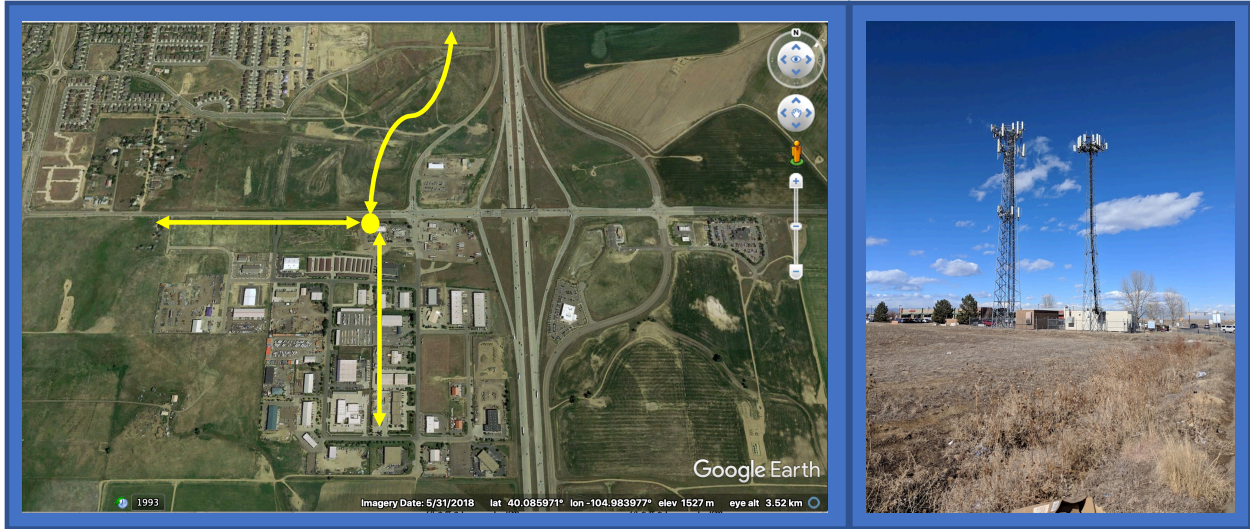 N
Google Earth
1993
Imagery Date: 5/31/2018 lat 40.085971° lon -104.983977° elev 1527 m eye alt 3.52 km